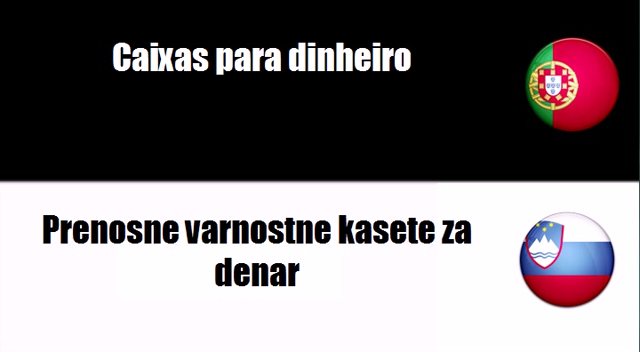 Caixas para dinheiro
Prenosne varnostne kasete za
denar